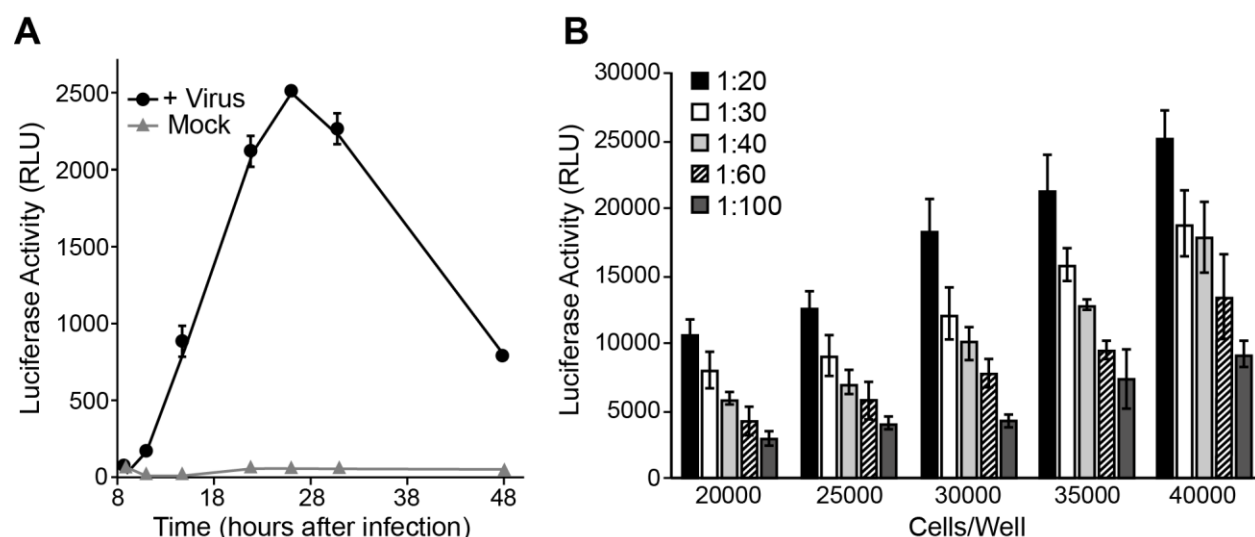 A
Luciferase Activity (RLU)
2500
2000
1500
1000
500
0
+ Virus
Mock
8 18 28 38 48
Time (hours after infection)
B
Luciferase Activity (RLU)
30000
25000
20000
15000
10000
5000
0
1:20
1:30
1:40
1:60
1:100
20000 25000 30000 35000 40000
Cells/Well